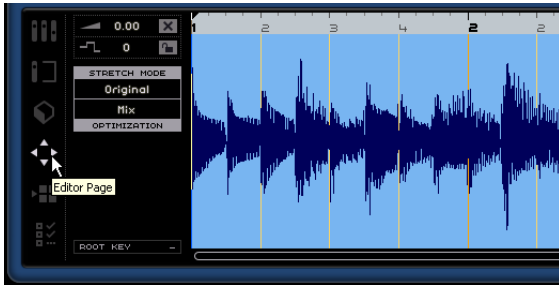 0.00
0
STRETCH MODE
Original
Mix
OPTIMIZATION
Editor Page
ROOT KEY –
1 2 3 4 2 2